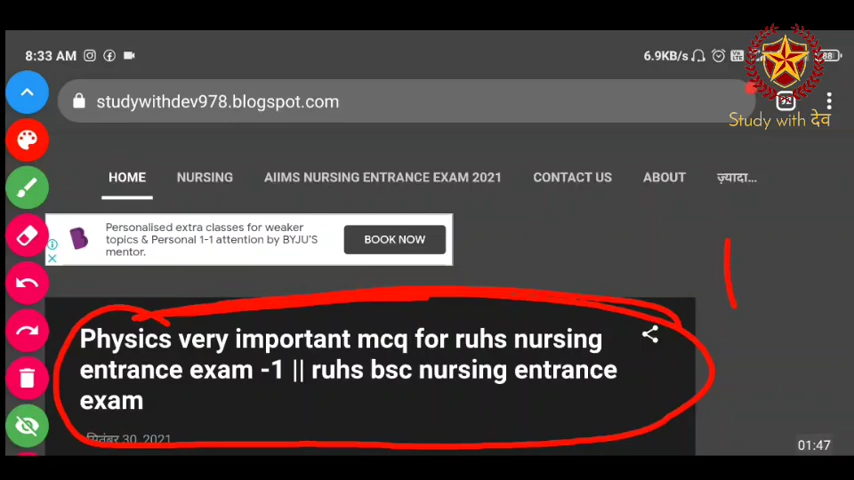 8:33 AM
6.9KB/s
88
studywithdev978.blogspot.com
92
Study with देव
HOME
NURSING
AIIMS NURSING ENTRANCE EXAM 2021
CONTACT US
ABOUT
ज़्यादा...
Personalised extra classes for weaker
topics & Personal 1-1 attention by BYJU'S
mentor.
BOOK NOW
Physics very important mcq for ruhs nursing
entrance exam -1 || ruhs bsc nursing entrance
exam
सितंबर 30, 2021
01:47